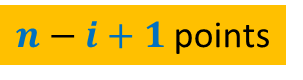 n − i + 1 points